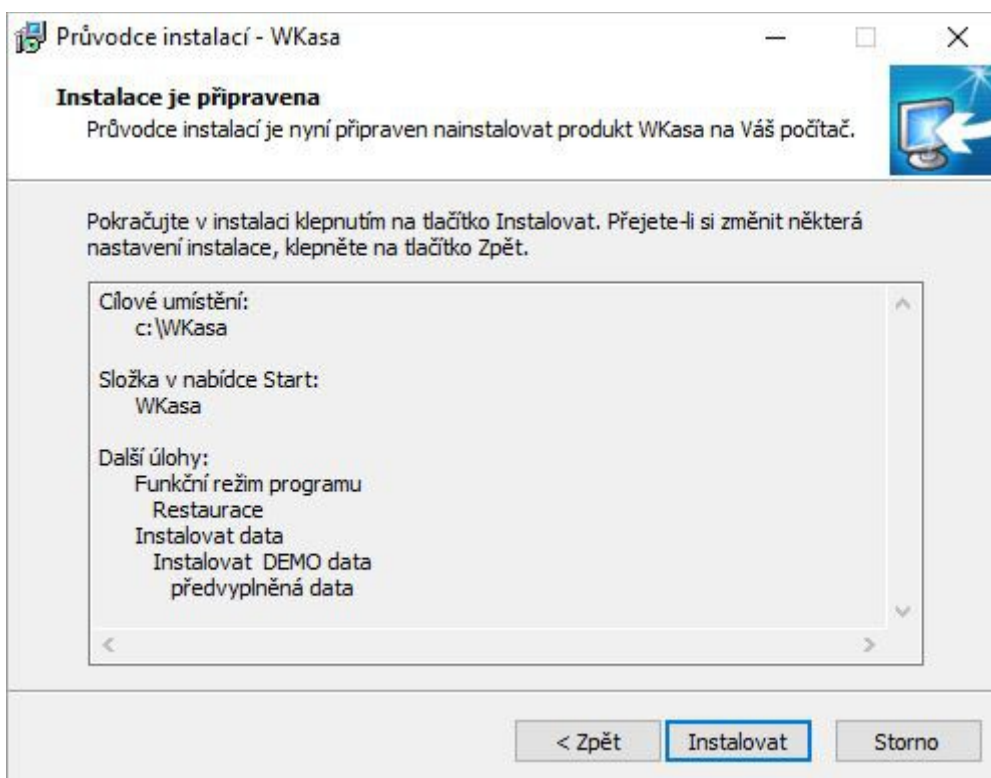 Průvodce instalací - WKasa
Instalace je připravena
Průvodce instalací je nyní připraven nainstalovat produkt WKasa na Váš počítač.
Pokračujte v instalaci klepnutím na tlačítko Instalovat. Přejete-li si změnit některá
nastavení instalace, klepněte na tlačítko Zpět.
Cílové umístění:
c:\WKasa
Složka v nabídce Start:
WKasa
Další úlohy:
Funkční režim programu
Restaurace
Instalovat data
Instalovat DEMO data
předvyplněná data
< Zpět
Instalovat
Storno